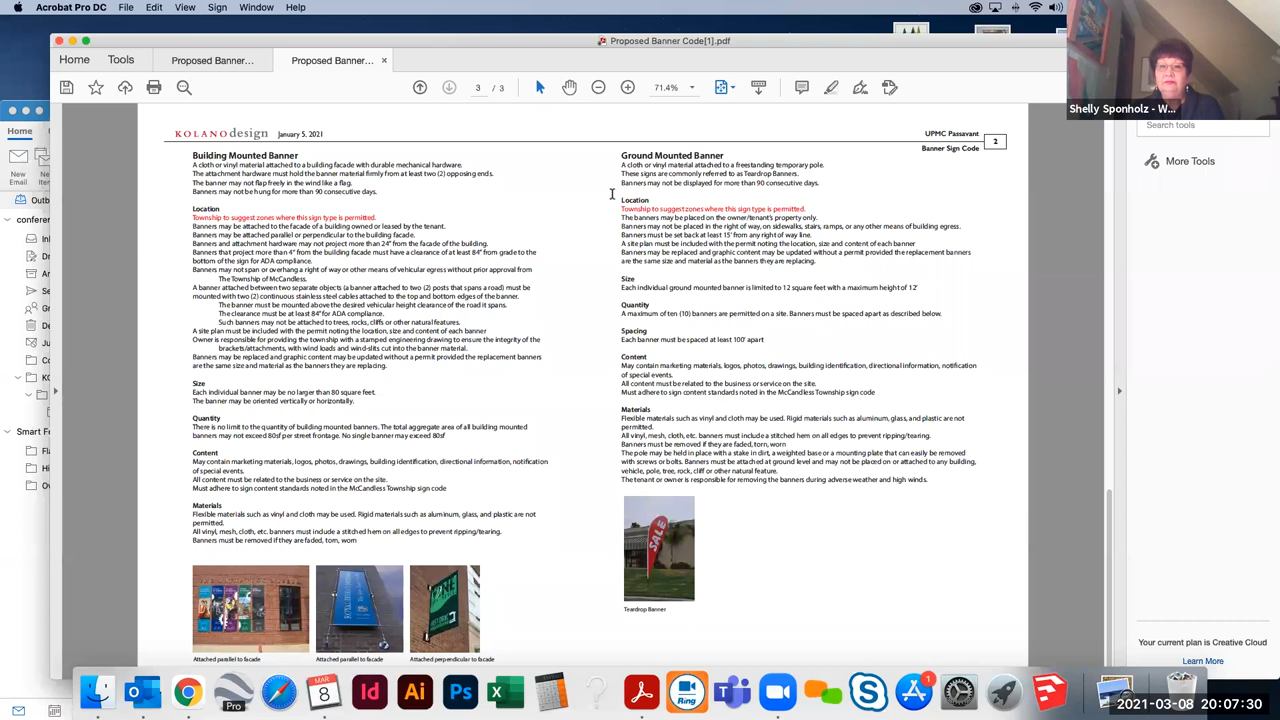 Acrobat Pro DC File Edit View Sign Window Help
Proposed Banner Code[1].pdf
Home Tools Proposed Banner... Proposed Banner... ×
3 / 3 71.4%
Shelly Sponholz - W...
Home
New
Email
Outbo
conferen
Smart F
Search tools
More Tools
Your current plan is Creative Cloud
Learn More
KOLANO design January 5, 2021
UPMC Passavant
Banner Sign Code
2
Building Mounted Banner
A cloth or vinyl material attached to a building facade with durable mechanical hardware.
The attachment hardware must hold the banner material firmly from at least two (2) opposing ends.
The banner may not flap freely in the wind like a flag.
Banners may not be hung for more than 90 consecutive days.
Location
Township to suggest zones where this sign type is permitted.
Banners may be attached to the facade of a building owned or leased by the tenant.
Banners may be attached parallel or perpendicular to the building facade.
Banners and attachment hardware may not project more than 24" from the facade of the building.
Banners that project more than 4" from the building facade must have a clearance of at least 84" from grade to the
bottom of the sign for ADA compliance.
Banners may not span or overhang a right of way or other means of vehicular egress without prior approval from
The Township of McCandless.
A banner attached between two separate objects (a banner attached to two (2) posts that spans a road) must be
mounted with two (2) continuous stainless steel cables attached to the top and bottom edges of the banner.
The banner must be mounted above the desired vehicular height clearance of the road it spans.
The clearance must be at least 84" for ADA compliance.
Such banners may not be attached to trees, rocks, cliffs or other natural features.
A site plan must be included with the permit noting the location, size and content of each banner
Owner is responsible for providing the township with a stamped engineering drawing to ensure the integrity of the
brackets/attachments, with wind loads and wind-slits cut into the banner material.
Banners may be replaced and graphic content may be updated without a permit provided the replacement banners
are the same size and material as the banners they are replacing.
Size
Each individual banner may be no larger than 80 square feet.
The banner may be oriented vertically or horizontally.
Quantity
There is no limit to the quantity of building mounted banners. The total aggregate area of all building mounted
banners may not exceed 80sf per street frontage. No single banner may exceed 80sf
Content
May contain marketing materials, logos, photos, drawings, building identification, directional information, notification
of special events.
All content must be related to the business or service on the site.
Must adhere to sign content standards noted in the McCandless Township sign code
Materials
Flexible materials such as vinyl and cloth may be used. Rigid materials such as aluminum, glass, and plastic are not
permitted.
All vinyl, mesh, cloth, etc. banners must include a stitched hem on all edges to prevent ripping/tearing.
Banners must be removed if they are faded, torn, worn
Attached parallel to facade
Attached parallel to facade
Attached perpendicular to facade
Ground Mounted Banner
A cloth or vinyl material attached to a freestanding temporary pole.
These signs are commonly referred to as Teardrop Banners.
Banners may not be displayed for more than 90 consecutive days.
Location
Township to suggest zones where this sign type is permitted.
The banners may be placed on the owner/tenant's property only.
Banners may not be placed in the right of way, on sidewalks, stairs, ramps, or any other means of building egress.
Banners must be set back at least 15' from any right of way line.
A site plan must be included with the permit noting the location, size and content of each banner
Banners may be replaced and graphic content may be updated without a permit provided the replacement banners
are the same size and material as the banners they are replacing.
Size
Each individual ground mounted banner is limited to 12 square feet with a maximum height of 12'
Quantity
A maximum of ten (10) banners are permitted on a site. Banners must be spaced apart as described below.
Spacing
Each banner must be spaced at least 100' apart
Content
May contain marketing materials, logos, photos, drawings, building identification, directional information, notification
of special events.
All content must be related to the business or service on the site.
Must adhere to sign content standards noted in the McCandless Township sign code
Materials
Flexible materials such as vinyl and cloth may be used. Rigid materials such as aluminum, glass, and plastic are not
permitted.
All vinyl, mesh, cloth, etc. banners must include a stitched hem on all edges to prevent ripping/tearing.
Banners must be removed if they are faded, torn, worn
The pole may be held in place with a stake in dirt, a weighted base or a mounting plate that can easily be removed
with screws or bolts. Banners must be attached at ground level and may not be placed on or attached to any building,
vehicle, pole, tree, rock, cliff or other natural feature.
The tenant or owner is responsible for removing the banners during adverse weather and high winds.
SALE
Teardrop Banner
Pro
MAR
8
Id
Ai
Ps
Ring
1
2021-03-08 20:07:30